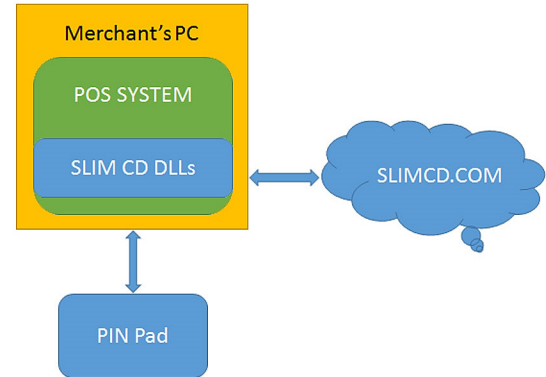 Merchant's PC
POS SYSTEM
SLIM CD DLLs
SLIMCD.COM
PIN Pad